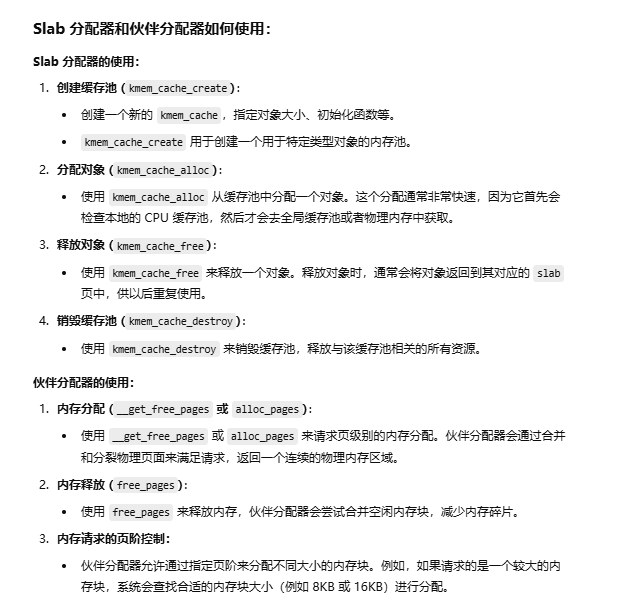 Slab 分配器和伙伴分配器如何使用：
Slab 分配器的使用：
1. 创建缓存池 (kmem_cache_create)：
• 创建一个新的 kmem_cache，指定对象大小、初始化函数等。
• kmem_cache_create 用于创建一个用于特定类型对象的内存池。
2. 分配对象 (kmem_cache_alloc)：
• 使用 kmem_cache_alloc 从缓存池中分配一个对象。这个分配通常非常快速，因为它首先会
检查本地的 CPU 缓存池，然后才会去全局缓存池或者物理内存中获取。
3. 释放对象 (kmem_cache_free)：
• 使用 kmem_cache_free 来释放一个对象。释放对象时，通常会将对象返回到其对应的 slab
页中，供以后重复使用。
4. 销毁缓存池 (kmem_cache_destroy)：
• 使用 kmem_cache_destroy 来销毁缓存池，释放与该缓存池相关的所有资源。
伙伴分配器的使用：
1. 内存分配 (__get_free_pages 或 alloc_pages)：
• 使用 __get_free_pages 或 alloc_pages 来请求页级别的内存分配。伙伴分配器会通过合并
和分裂物理页面来满足请求，返回一个连续的物理内存区域。
2. 内存释放 (free_pages)：
• 使用 free_pages 来释放内存，伙伴分配器会尝试合并空闲内存块，减少内存碎片。
3. 内存请求的页阶控制：
• 伙伴分配器允许通过指定页阶来分配不同大小的内存块。例如，如果请求的是一个较大的内
存块，系统会查找合适的内存块大小（例如 8KB 或 16KB）进行分配。